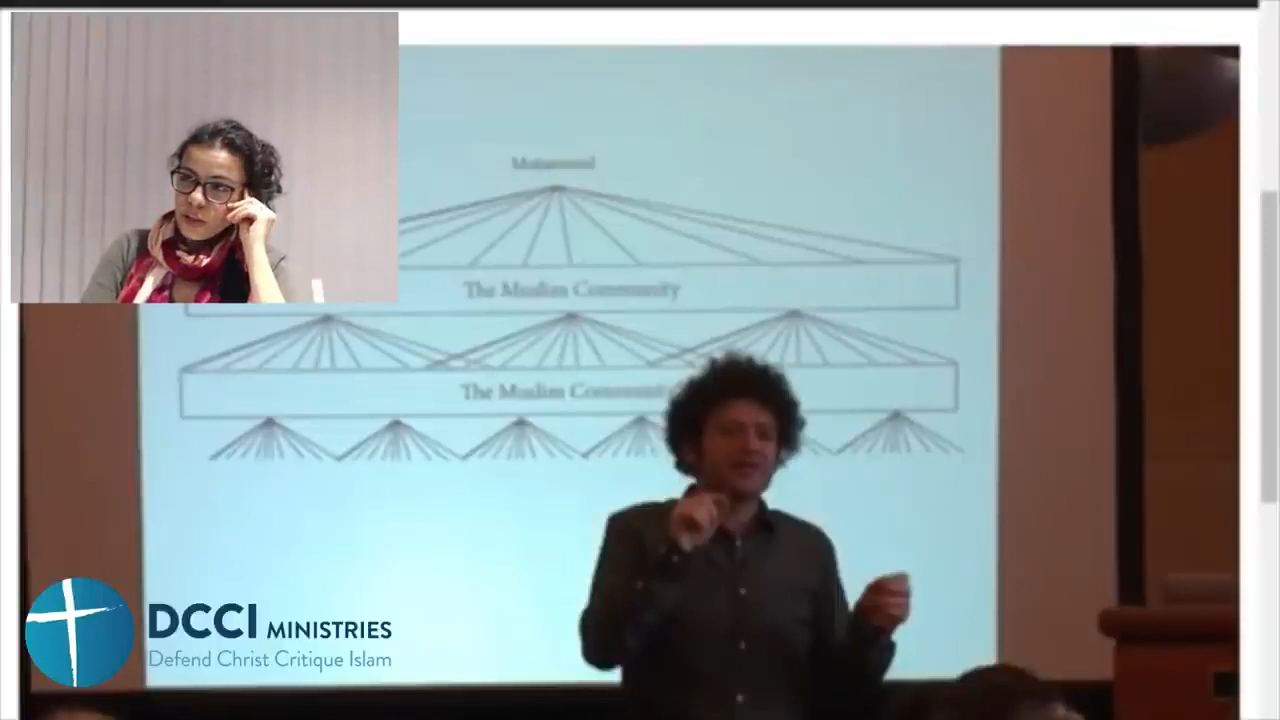 Muhammad
The Muslim Community
The Muslim Community
DCCI MINISTRIES
Defend Christ Critique Islam